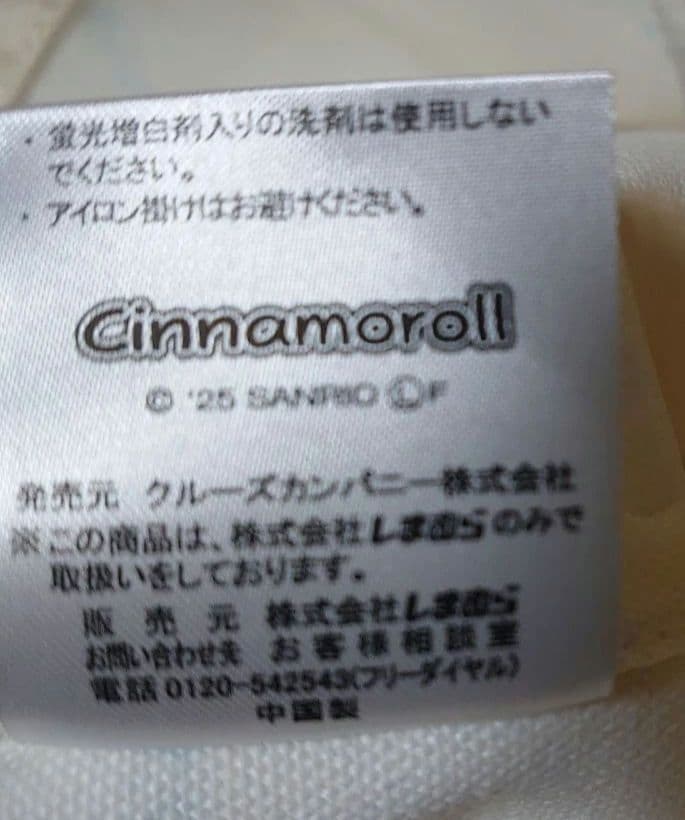 ・蛍光増白剤入りの洗剤は使用しない
でください。
・アイロン掛けはお避けください。
Cinnamoroll
© '25 SANRIO ⓁF
発売元 クルーズカンパニー株式会社
※この商品は、株式会社しまむらのみで
取扱いをしております。
販売元 株式会社しまむら
お問い合わせ先 お客様相談室
電話0120-542543(フリーダイヤル)
中国製